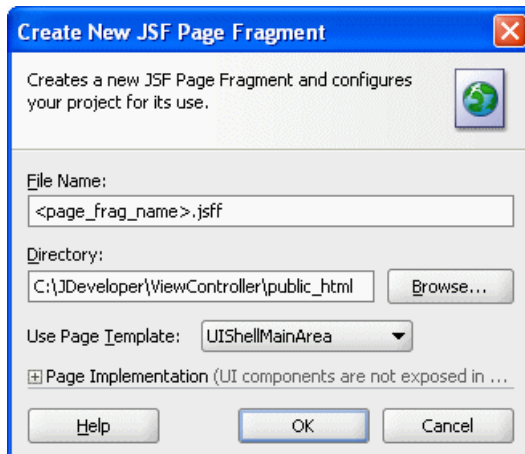 Create New JSF Page Fragment
Creates a new JSF Page Fragment and configures
your project for its use.
File Name:
<page_frag_name>.jsff
Directory:
C:\JDeveloper\ViewController\public_html
Browse...
Use Page Template:
UIShellMainArea
Page Implementation (UI components are not exposed in ...
Help
OK
Cancel